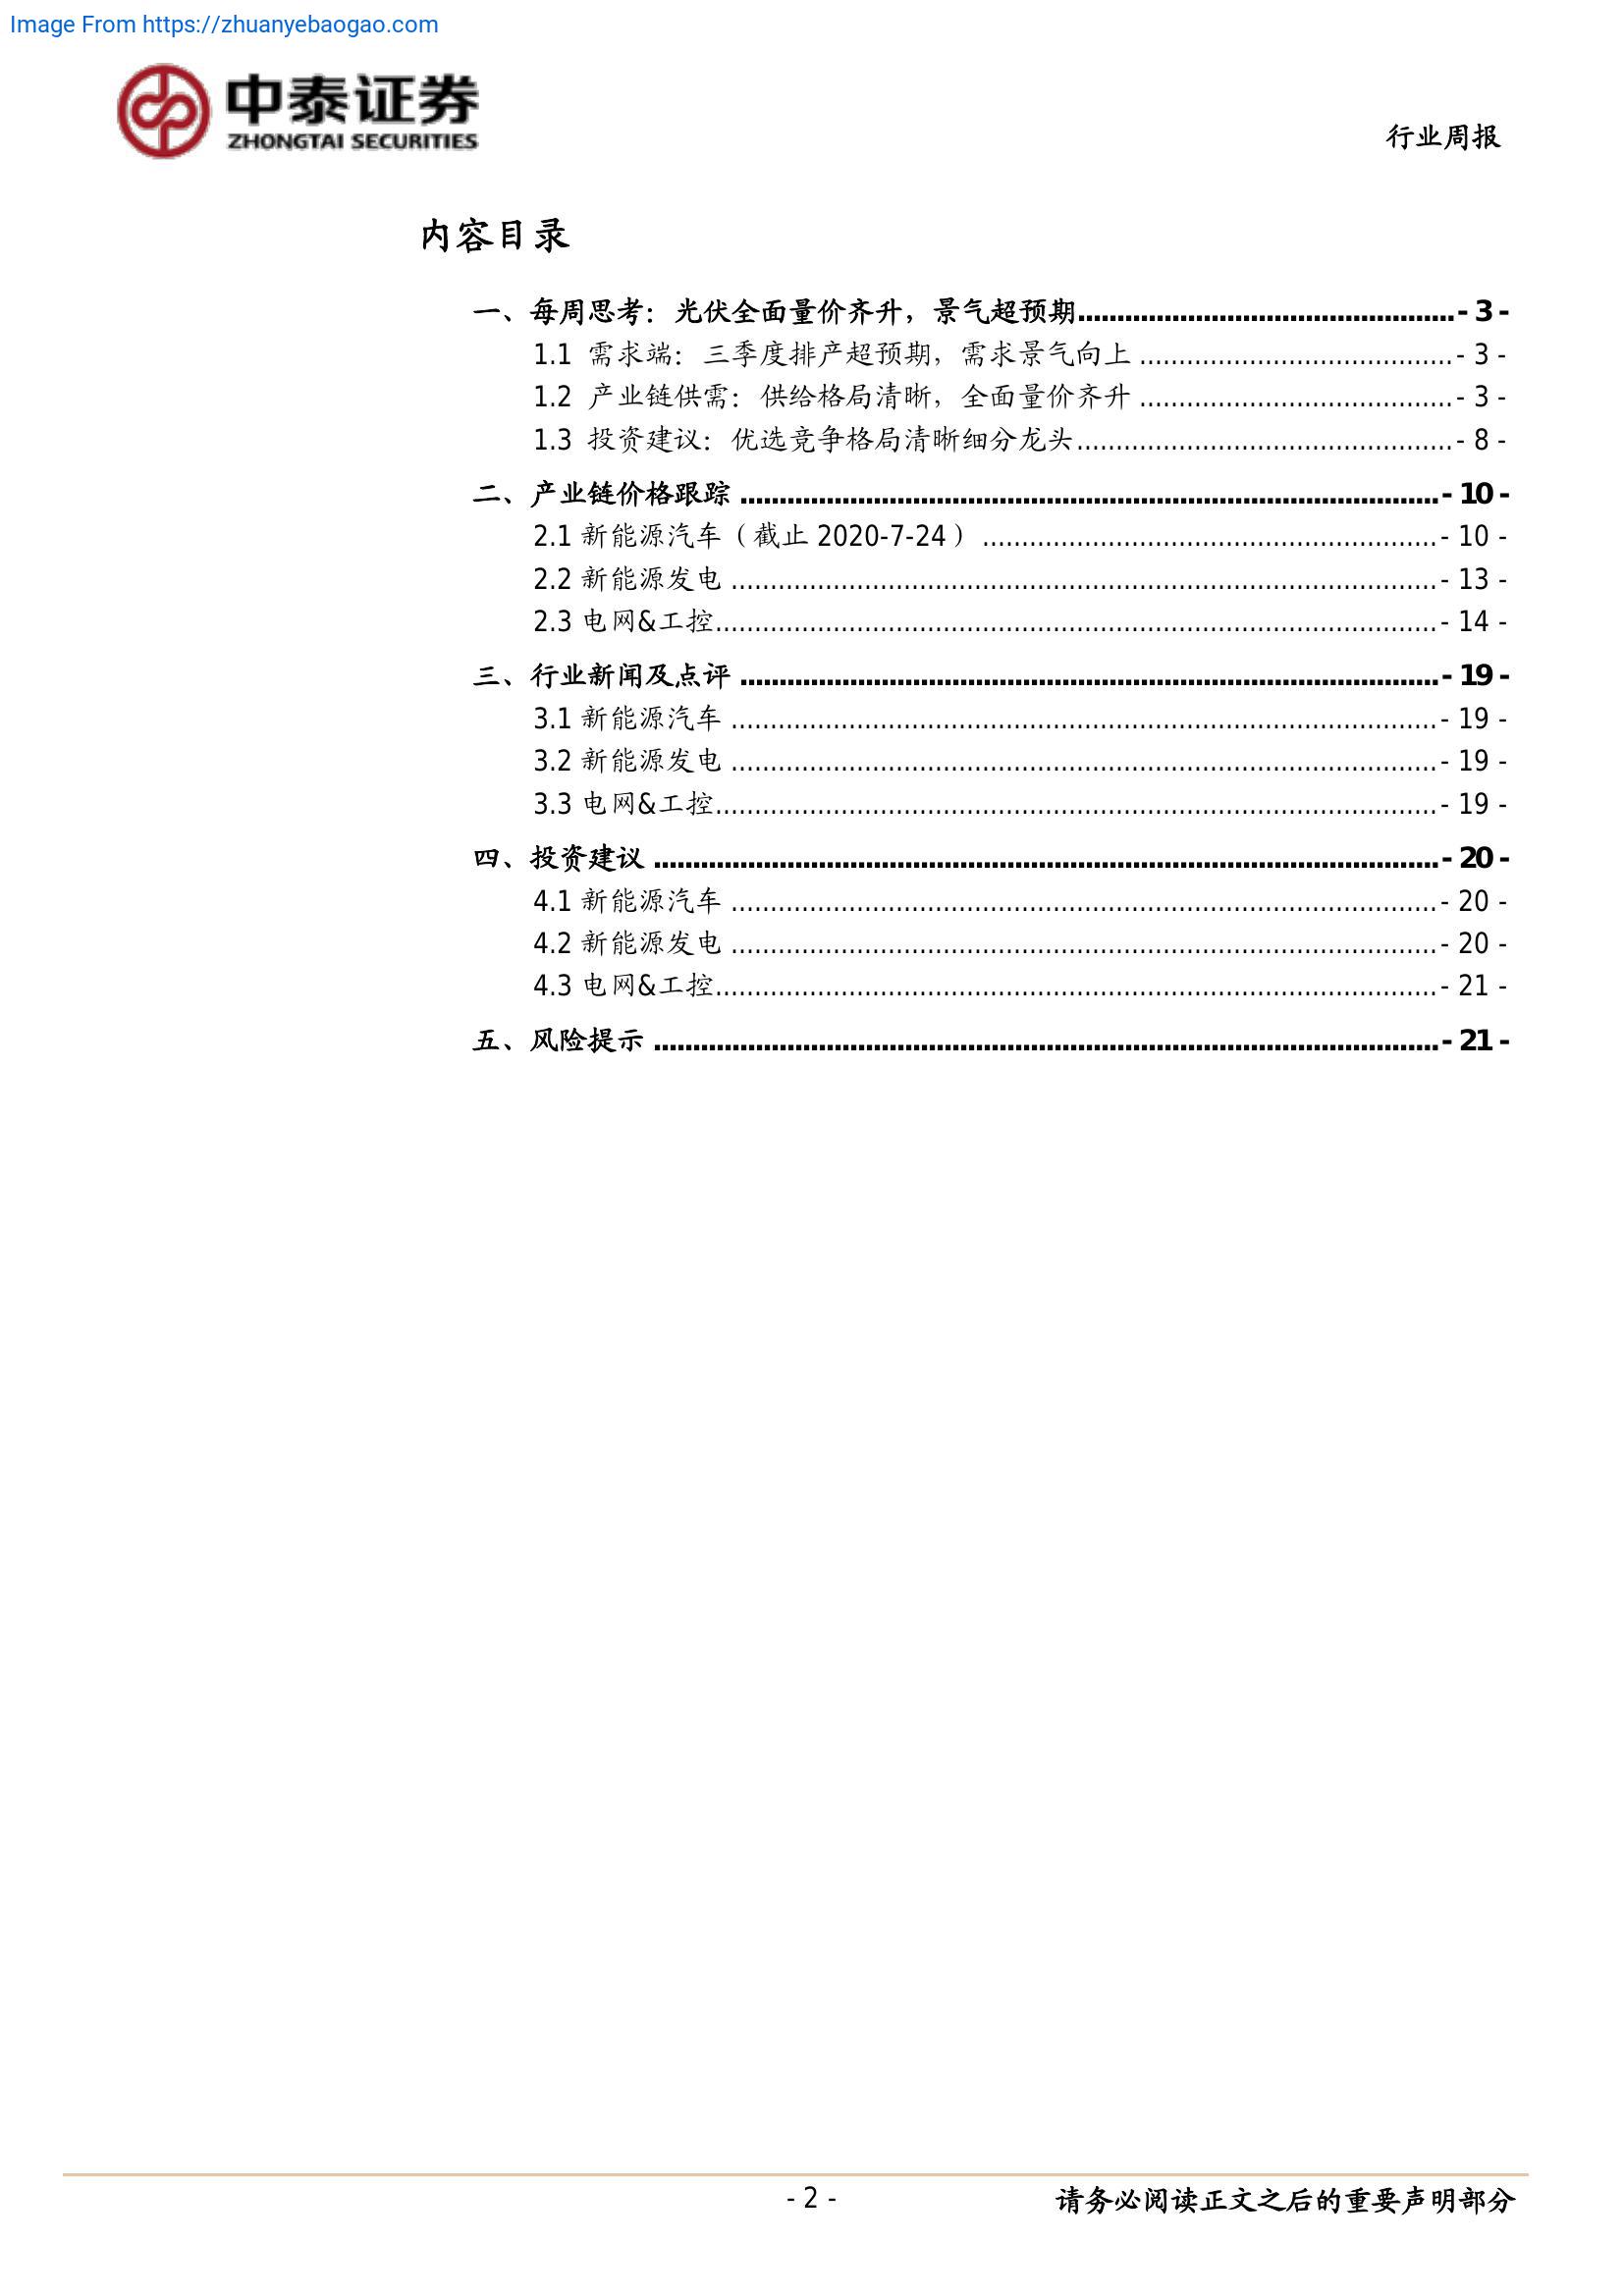 Image From https://zhuanyebaogao.com
中泰证券
ZHONGTAI SECURITIES
行业周报
内容目录
一、每周思考：光伏全面量价齐升，景气超预期................................................- 3 -
1.1 需求端：三季度排产超预期，需求景气向上 ........................................- 3 -
1.2 产业链供需：供给格局清晰，全面量价齐升 ........................................- 3 -
1.3 投资建议：优选竞争格局清晰细分龙头................................................- 8 -
二、产业链价格跟踪 .........................................................................................- 10 -
2.1 新能源汽车（截止 2020-7-24） ..........................................................- 10 -
2.2 新能源发电 ..........................................................................................- 13 -
2.3 电网&工控............................................................................................- 14 -
三、行业新闻及点评 .........................................................................................- 19 -
3.1 新能源汽车 ..........................................................................................- 19 -
3.2 新能源发电 ..........................................................................................- 19 -
3.3 电网&工控............................................................................................- 19 -
四、投资建议 ....................................................................................................- 20 -
4.1 新能源汽车 ..........................................................................................- 20 -
4.2 新能源发电 ..........................................................................................- 20 -
4.3 电网&工控............................................................................................- 21 -
五、风险提示 ....................................................................................................- 21 -
- 2 -
请务必阅读正文之后的重要声明部分